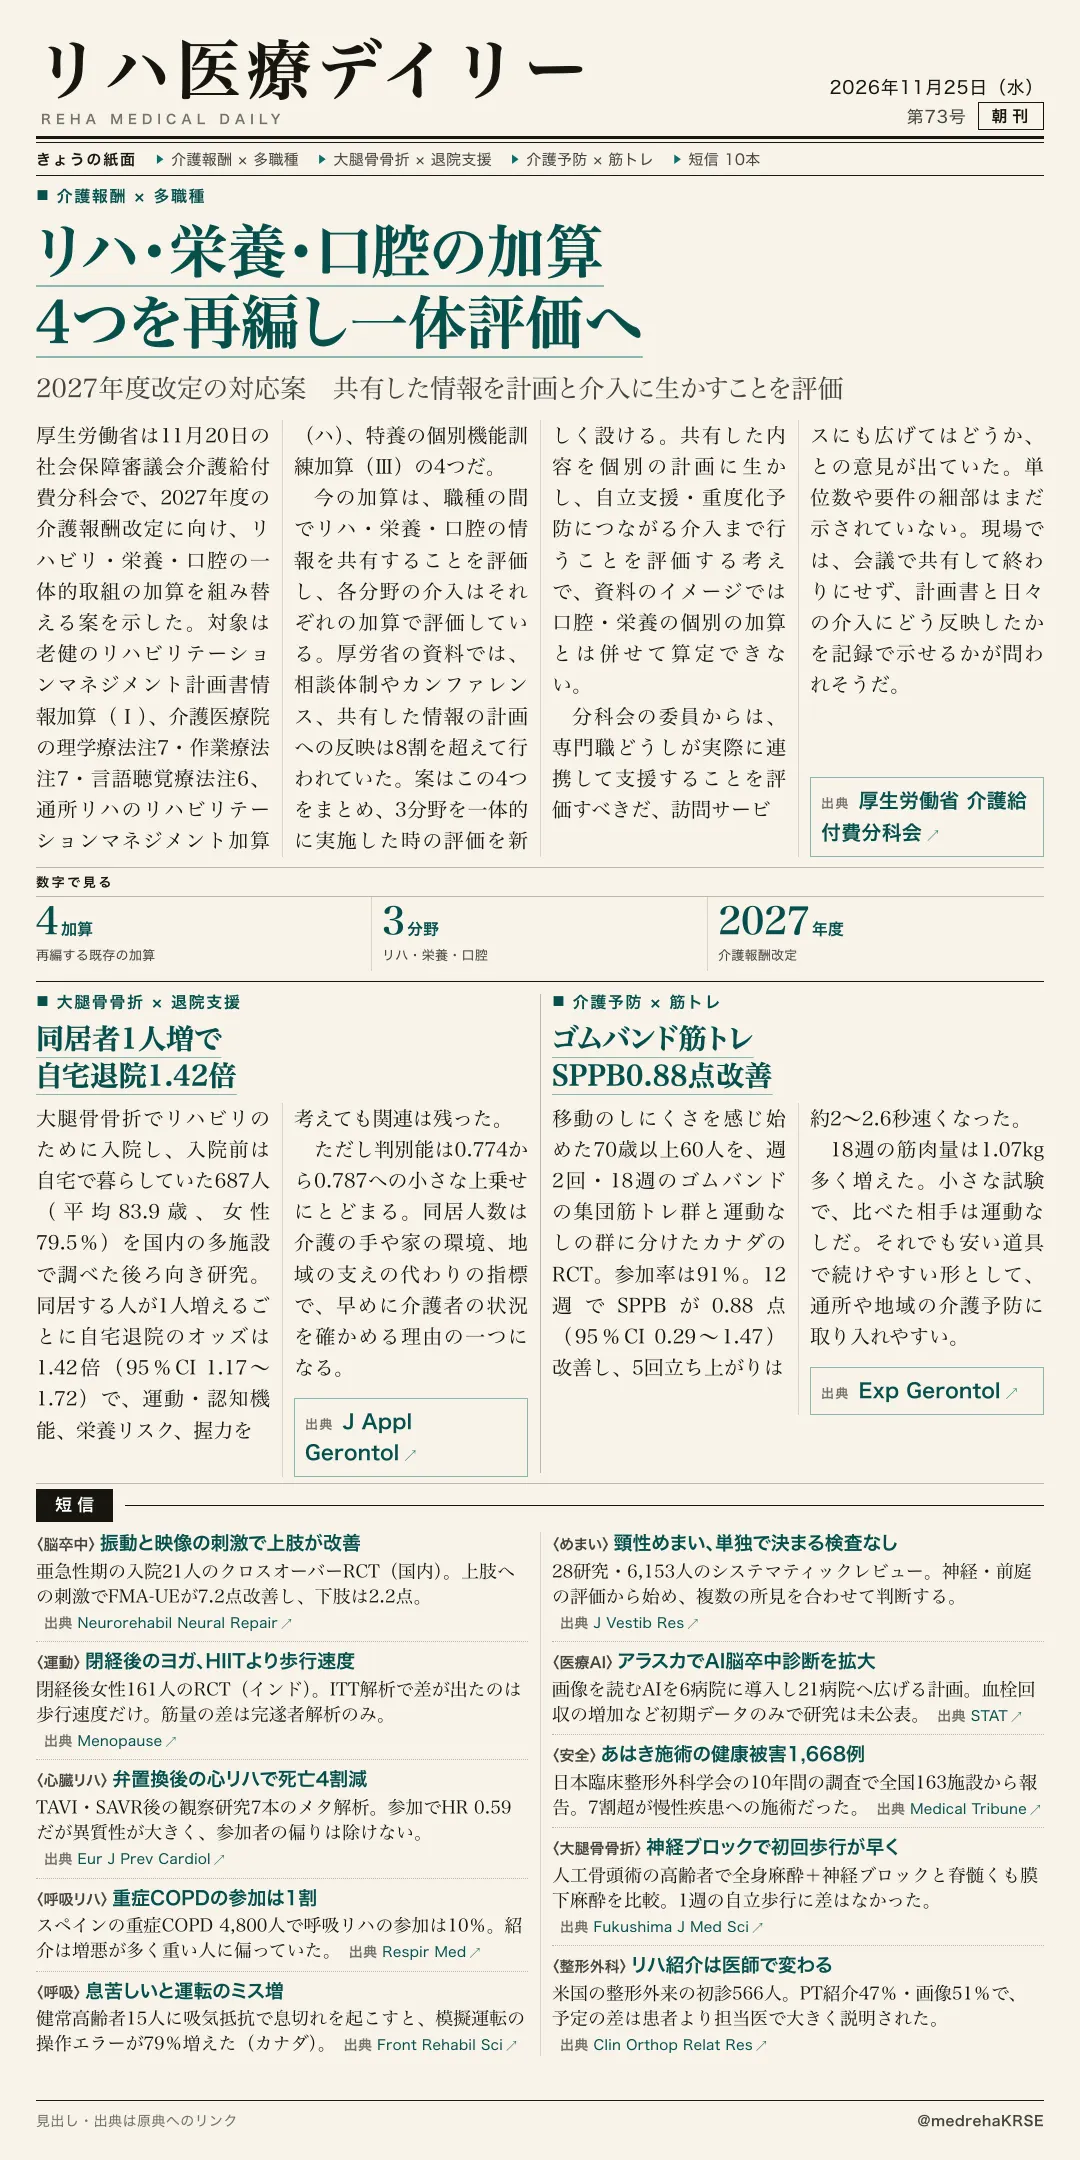 リハ医療デイリー
REHA MEDICAL DAILY
2026年11月25日（水）
第73号 朝刊
きょうの紙面 ▶ 介護報酬 × 多職種 ▶ 大腿骨骨折 × 退院支援 ▶ 介護予防 × 筋トレ ▶ 短信 10本
■ 介護報酬 × 多職種
リハ・栄養・口腔の加算
4つを再編し一体評価へ
2027年度改定の対応案　共有した情報を計画と介入に生かすことを評価
厚生労働省は11月20日の
社会保障審議会介護給付
費分科会で、2027年度の
介護報酬改定に向け、リ
ハビリ・栄養・口腔の一
体的取組の加算を組み替
える案を示した。対象は
老健のリハビリテーショ
ンマネジメント計画書情
報加算（Ⅰ）、介護医療院
の理学療法注7・作業療法
注7・言語聴覚療法注6、
通所リハのリハビリテー
ションマネジメント加算
（ハ）、特養の個別機能訓
練加算（Ⅲ）の4つだ。
　今の加算は、職種の間
でリハ・栄養・口腔の情
報を共有することを評価
し、各分野の介入はそれ
ぞれの加算で評価してい
る。厚労省の資料では、
相談体制やカンファレン
ス、共有した情報の計画
への反映は8割を超えて行
われていた。案はこの4つ
をまとめ、3分野を一体的
に実施した時の評価を新
しく設ける。共有した内
容を個別の計画に生か
し、自立支援・重度化予
防につながる介入まで行
うことを評価する考え
で、資料のイメージでは
口腔・栄養の個別の加算
とは併せて算定できな
い。
　分科会の委員からは、
専門職どうしが実際に連
携して支援することを評
価すべきだ、訪問サービ
スにも広げてはどうか、
との意見が出ていた。単
位数や要件の細部はまだ
示されていない。現場で
は、会議で共有して終わ
りにせず、計画書と日々
の介入にどう反映したか
を記録で示せるかが問わ
れそうだ。
出典 厚生労働省 介護給
付費分科会 ↗
数字で見る
4加算
再編する既存の加算
3分野
リハ・栄養・口腔
2027年度
介護報酬改定
■ 大腿骨骨折 × 退院支援
同居者1人増で
自宅退院1.42倍
大腿骨骨折でリハビリの
ために入院し、入院前は
自宅で暮らしていた687人
（平均83.9歳、女性
79.5％）を国内の多施設
で調べた後ろ向き研究。
同居する人が1人増えるご
とに自宅退院のオッズは
1.42倍（95％CI 1.17〜
1.72）で、運動・認知機
能、栄養リスク、握力を
考えても関連は残った。
　ただし判別能は0.774か
ら0.787への小さな上乗せ
にとどまる。同居人数は
介護の手や家の環境、地
域の支えの代わりの指標
で、早めに介護者の状況
を確かめる理由の一つに
なる。
出典 J Appl
Gerontol ↗
■ 介護予防 × 筋トレ
ゴムバンド筋トレ
SPPB0.88点改善
移動のしにくさを感じ始
めた70歳以上60人を、週
2回・18週のゴムバンド
の集団筋トレ群と運動な
しの群に分けたカナダの
RCT。参加率は91％。12
週でSPPBが0.88点
（95％CI 0.29〜1.47）
改善し、5回立ち上がりは
約2〜2.6秒速くなった。
　18週の筋肉量は1.07kg
多く増えた。小さな試験
で、比べた相手は運動な
しだ。それでも安い道具
で続けやすい形として、
通所や地域の介護予防に
取り入れやすい。
出典 Exp Gerontol ↗
短信
〈脳卒中〉振動と映像の刺激で上肢が改善
亜急性期の入院21人のクロスオーバーRCT（国内）。上肢へ
の刺激でFMA-UEが7.2点改善し、下肢は2.2点。
出典 Neurorehabil Neural Repair ↗
〈運動〉閉経後のヨガ、HIITより歩行速度
閉経後女性161人のRCT（インド）。ITT解析で差が出たのは
歩行速度だけ。筋量の差は完遂者解析のみ。
出典 Menopause ↗
〈心臓リハ〉弁置換後の心リハで死亡4割減
TAVI・SAVR後の観察研究7本のメタ解析。参加でHR 0.59
だが異質性が大きく、参加者の偏りは除けない。
出典 Eur J Prev Cardiol ↗
〈呼吸リハ〉重症COPDの参加は1割
スペインの重症COPD 4,800人で呼吸リハの参加は10％。紹
介は増悪が多く重い人に偏っていた。 出典 Respir Med ↗
〈呼吸〉息苦しいと運転のミス増
健常高齢者15人に吸気抵抗で息切れを起こすと、模擬運転の
操作エラーが79％増えた（カナダ）。 出典 Front Rehabil Sci ↗
〈めまい〉頸性めまい、単独で決まる検査なし
28研究・6,153人のシステマティックレビュー。神経・前庭
の評価から始め、複数の所見を合わせて判断する。
出典 J Vestib Res ↗
〈医療AI〉アラスカでAI脳卒中診断を拡大
画像を読むAIを6病院に導入し21病院へ広げる計画。血栓回
収の増加など初期データのみで研究は未公表。 出典 STAT ↗
〈安全〉あはき施術の健康被害1,668例
日本臨床整形外科学会の10年間の調査で全国163施設から報
告。7割超が慢性疾患への施術だった。 出典 Medical Tribune ↗
〈大腿骨骨折〉神経ブロックで初回歩行が早く
人工骨頭術の高齢者で全身麻酔＋神経ブロックと脊髄くも膜
下麻酔を比較。1週の自立歩行に差はなかった。
出典 Fukushima J Med Sci ↗
〈整形外科〉リハ紹介は医師で変わる
米国の整形外来の初診566人。PT紹介47％・画像51％で、
予定の差は患者より担当医で大きく説明された。
出典 Clin Orthop Relat Res ↗
見出し・出典は原典へのリンク
@medrehaKRSE